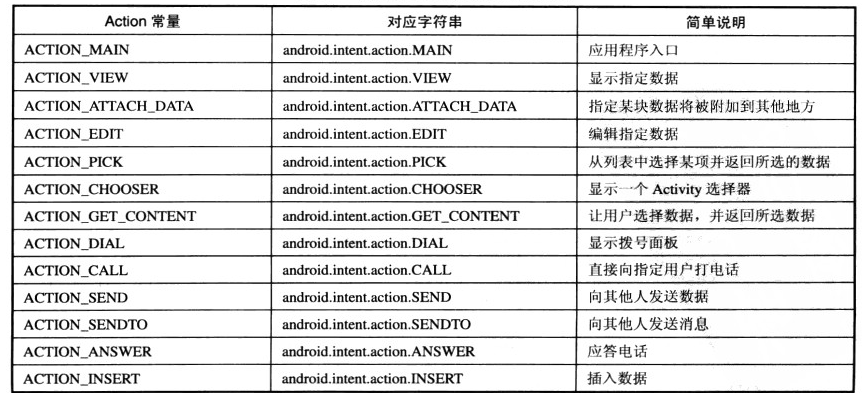 Action 常量 对应字符串 简单说明
ACTION_MAIN android.intent.action.MAIN 应用程序入口
ACTION_VIEW android.intent.action.VIEW 显示指定数据
ACTION_ATTACH_DATA android.intent.action.ATTACH_DATA 指定某块数据将被附加到其他地方
ACTION_EDIT android.intent.action.EDIT 编辑指定数据
ACTION_PICK android.intent.action.PICK 从列表中选择某项并返回所选的数据
ACTION_CHOOSER android.intent.action.CHOOSER 显示一个 Activity 选择器
ACTION_GET_CONTENT android.intent.action.GET_CONTENT 让用户选择数据，并返回所选数据
ACTION_DIAL android.intent.action.DIAL 显示拨号面板
ACTION_CALL android.intent.action.CALL 直接向指定用户打电话
ACTION_SEND android.intent.action.SEND 向其他人发送数据
ACTION_SENDTO android.intent.action.SENDTO 向其他人发送消息
ACTION_ANSWER android.intent.action.ANSWER 应答电话
ACTION_INSERT android.intent.action.INSERT 插入数据